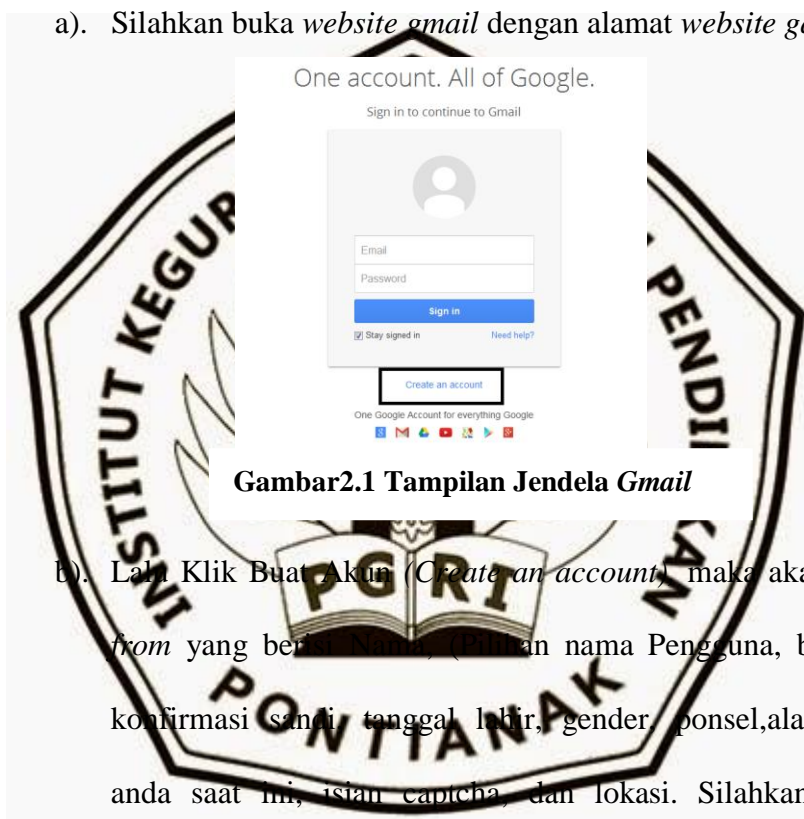 a). Silahkan buka website gmail dengan alamat website
One account. All of Google.
Sign in to continue to Gmail
Email
Password
Sign in
Stay signed in Need help?
Create an account
One Google Account for everything Google
Gambar2.1 Tampilan Jendela Gmail
b). Lalu Klik Buat Akun (Create an account) maka
from yang berisi Nama, (Pilihan nama Pengguna,
konfirmasi sandi, tanggal lahir, gender, ponsel,
anda saat ini, isian captcha, dan lokasi. Silahkan
INSTITUT
PGRI
PONTIANAK